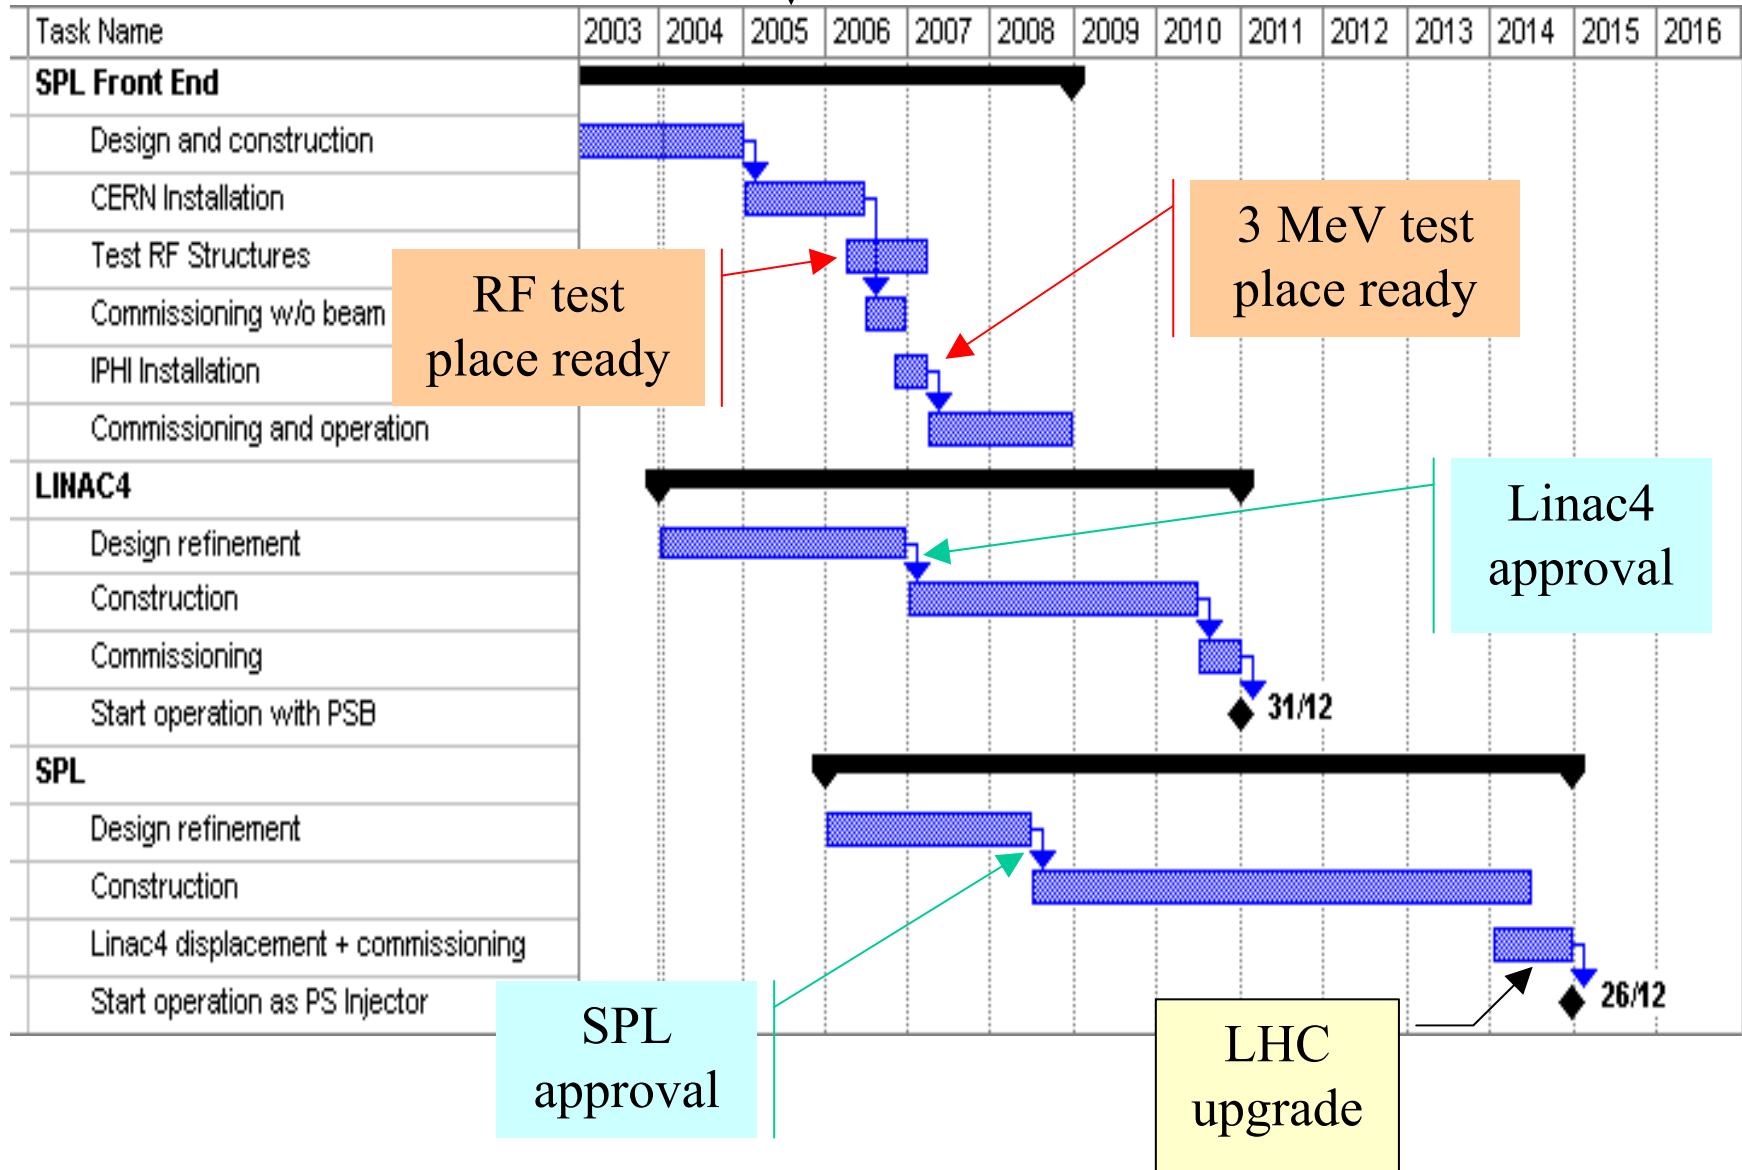 Task Name 2003 2004 2005 2006 2007 2008 2009 2010 2011 2012 2013 2014 2015 2016
SPL Front End
Design and construction
CERN Installation
Test RF Structures
Commissioning w/o beam
IPHI Installation
Commissioning and operation
RF test
place ready
3 MeV test
place ready
LINAC4
Design refinement
Construction
Commissioning
Start operation with PSB
31/12
Linac4
approval
SPL
Design refinement
Construction
Linac4 displacement + commissioning
Start operation as PS Injector
26/12
SPL
approval
LHC
upgrade